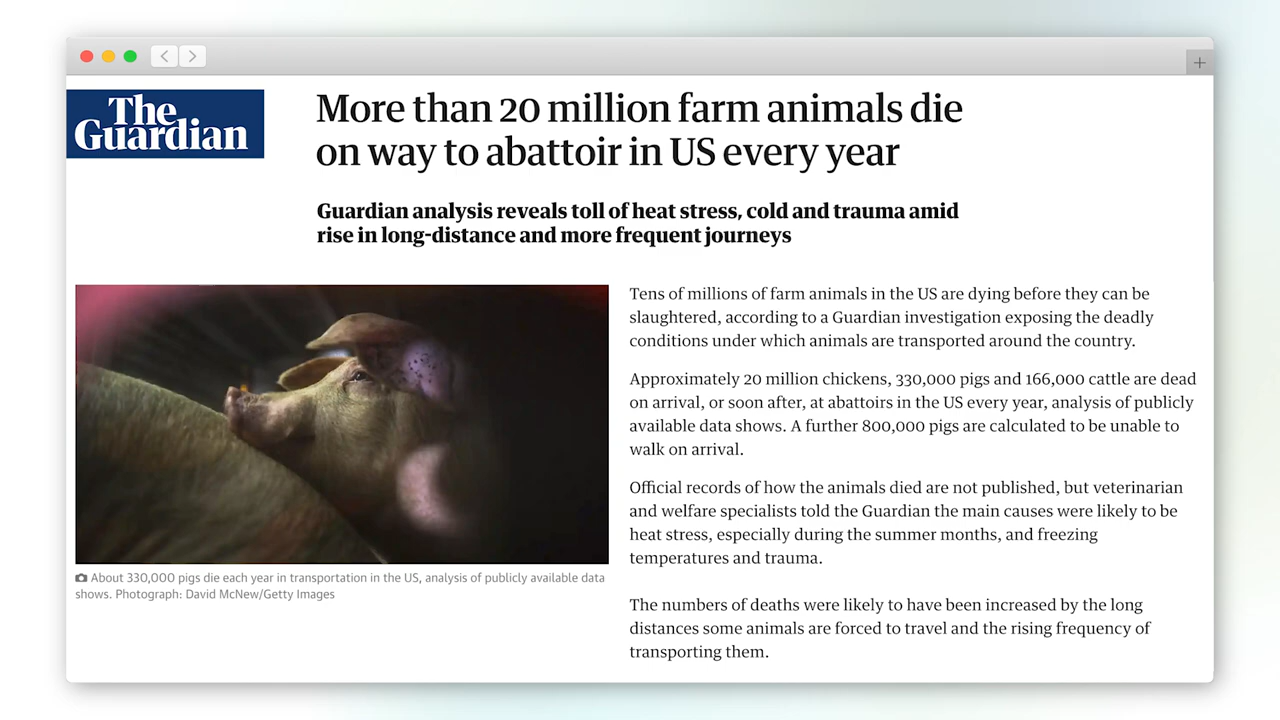 The
Guardian
More than 20 million farm animals die
on way to abattoir in US every year
Guardian analysis reveals toll of heat stress, cold and trauma amid
rise in long-distance and more frequent journeys
About 330,000 pigs die each year in transportation in the US, analysis of publicly available data
shows. Photograph: David McNew/Getty Images
Tens of millions of farm animals in the US are dying before they can be
slaughtered, according to a Guardian investigation exposing the deadly
conditions under which animals are transported around the country.
Approximately 20 million chickens, 330,000 pigs and 166,000 cattle are dead
on arrival, or soon after, at abattoirs in the US every year, analysis of publicly
available data shows. A further 800,000 pigs are calculated to be unable to
walk on arrival.
Official records of how the animals died are not published, but veterinarian
and welfare specialists told the Guardian the main causes were likely to be
heat stress, especially during the summer months, and freezing
temperatures and trauma.
The numbers of deaths were likely to have been increased by the long
distances some animals are forced to travel and the rising frequency of
transporting them.